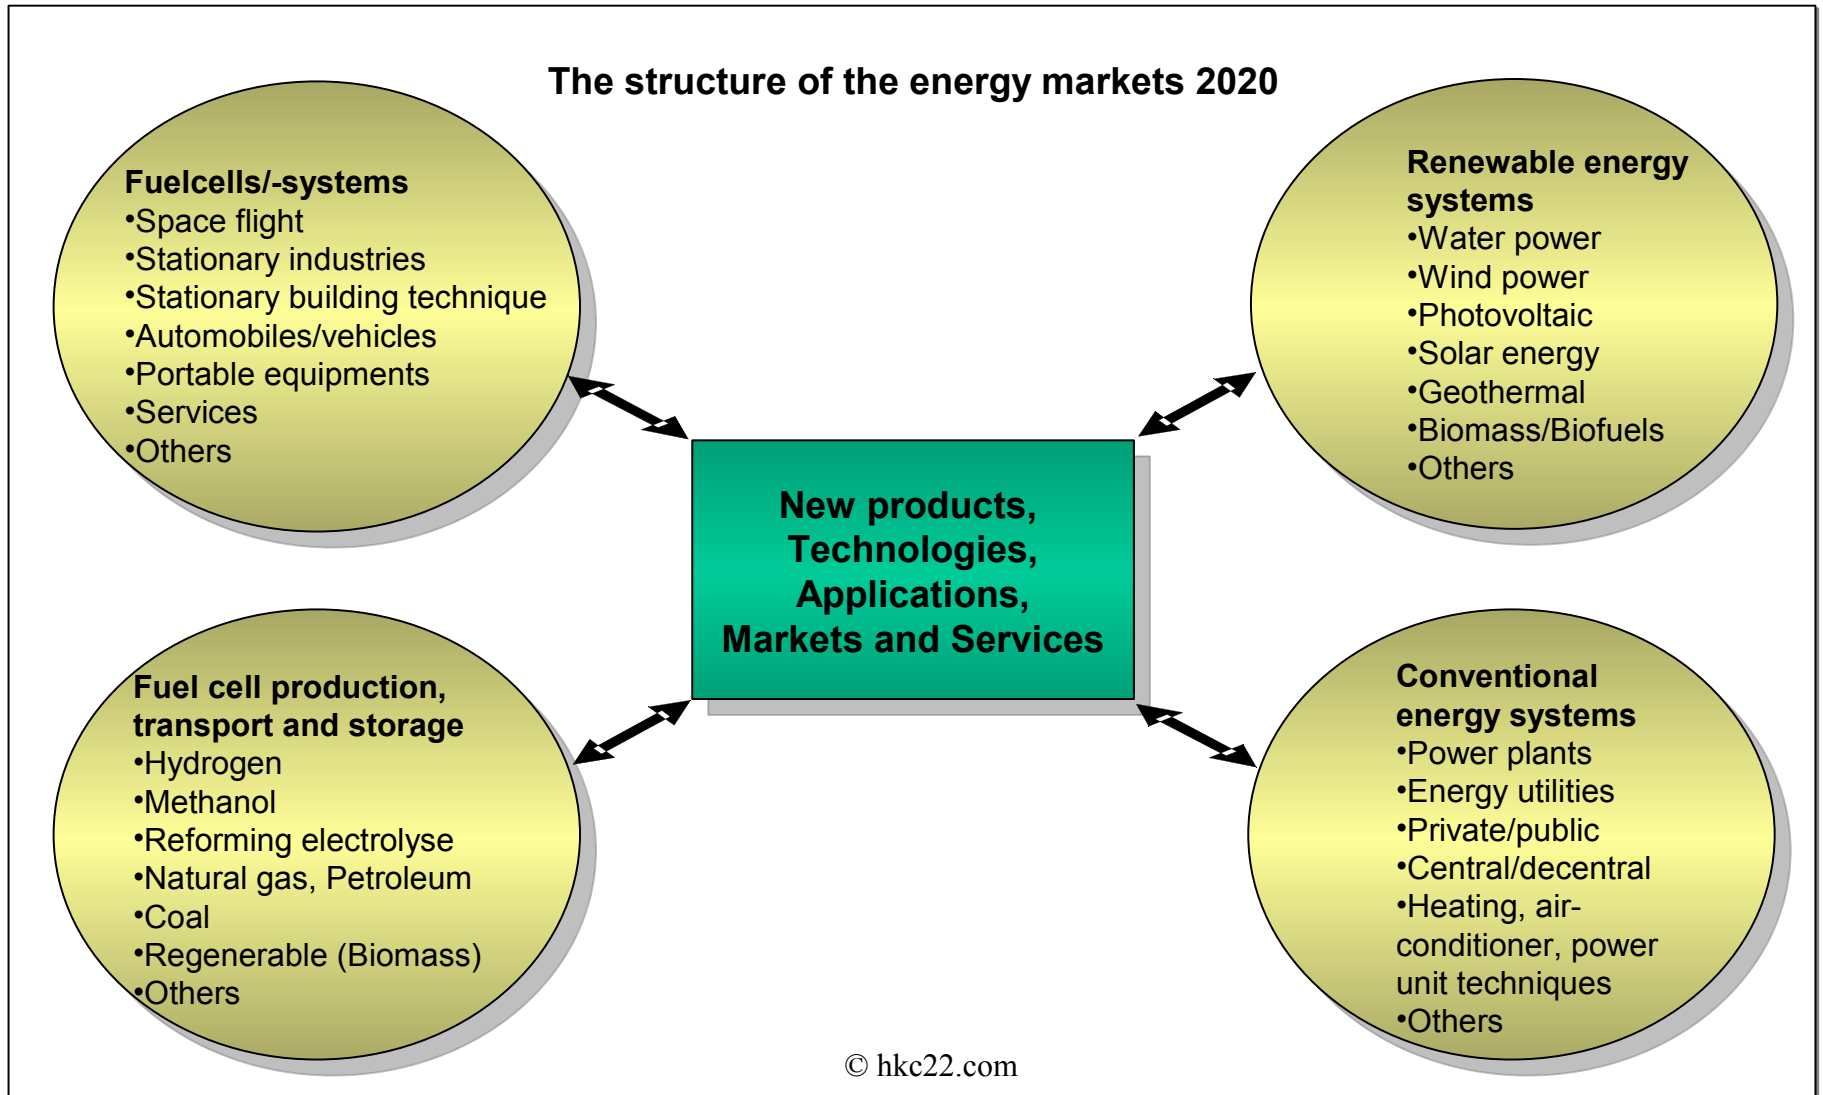 The structure of the energy markets 2020
Fuelcells/-systems
•Space flight
•Stationary industries
•Stationary building technique
•Automobiles/vehicles
•Portable equipments
•Services
•Others
Renewable energy
systems
•Water power
•Wind power
•Photovoltaic
•Solar energy
•Geothermal
•Biomass/Biofuels
•Others
New products,
Technologies,
Applications,
Markets and Services
Fuel cell production,
transport and storage
•Hydrogen
•Methanol
•Reforming electrolyse
•Natural gas, Petroleum
•Coal
•Regenerable (Biomass)
•Others
Conventional
energy systems
•Power plants
•Energy utilities
•Private/public
•Central/decentral
•Heating, air-
conditioner, power
unit techniques
•Others
© hkc22.com